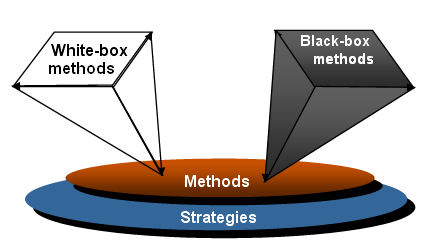 White-box
methods
Black-box
methods
Methods
Strategies